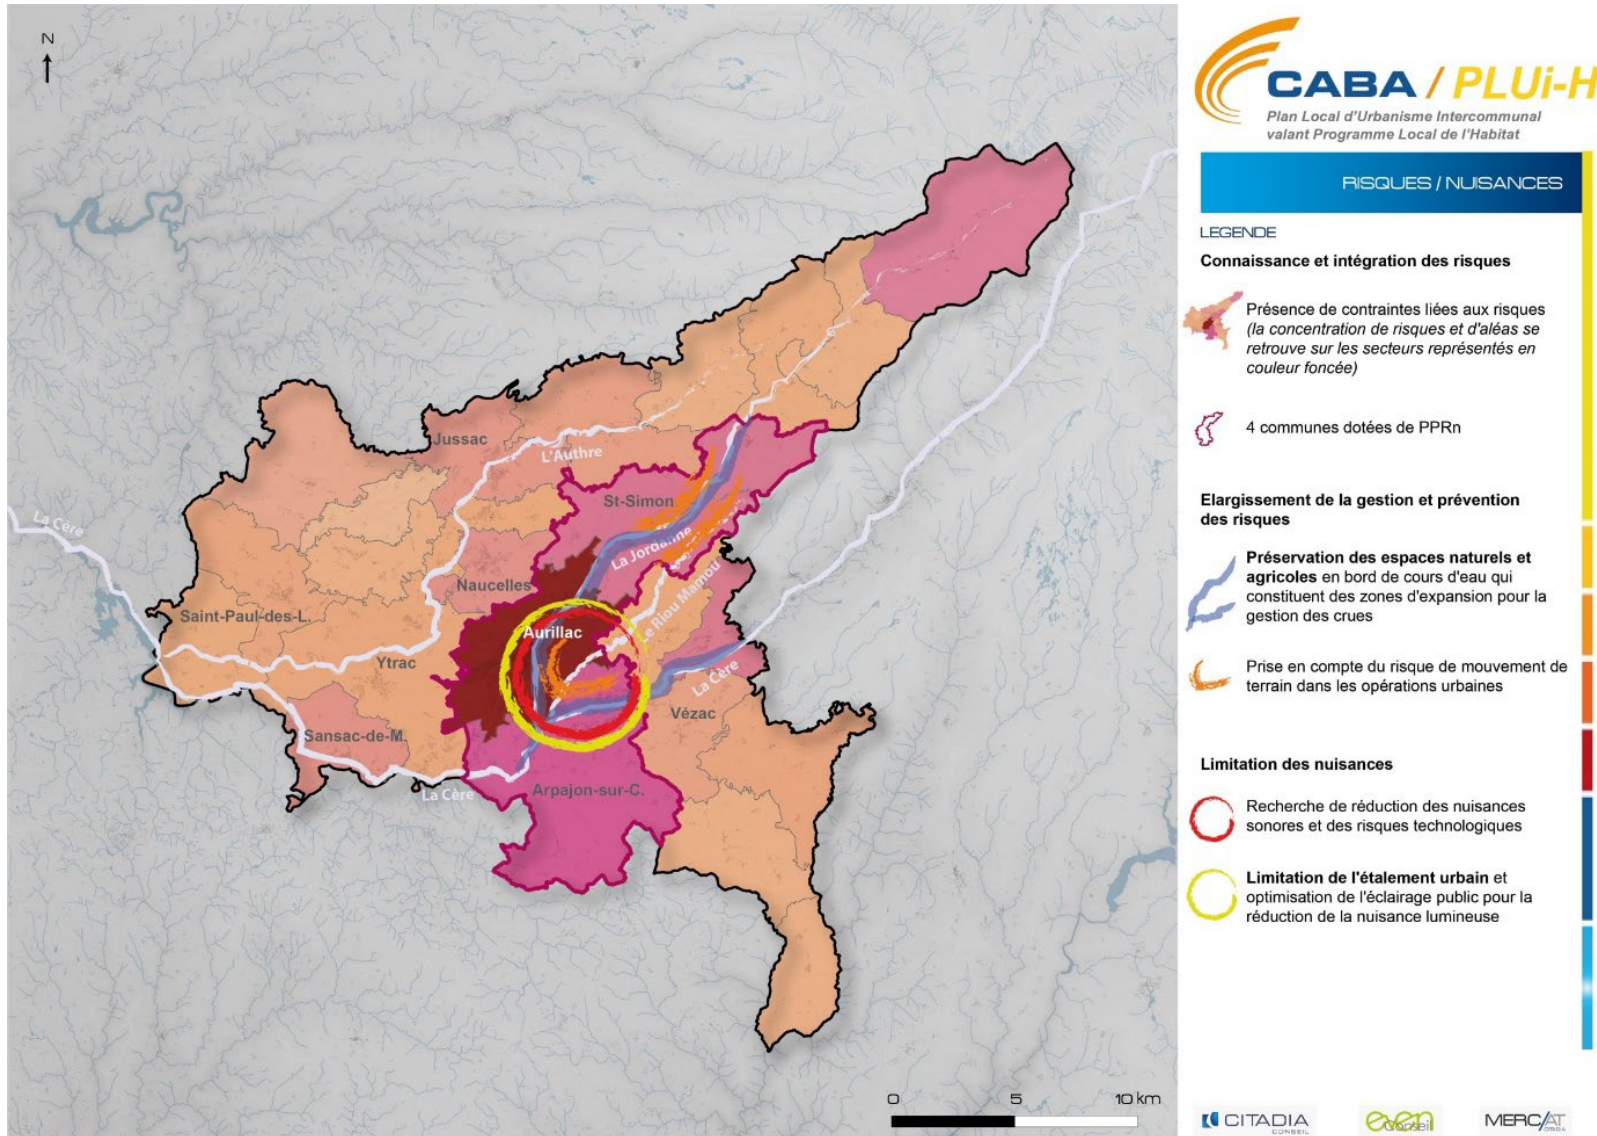 N
CABA / PLUi-H
Plan Local d'Urbanisme Intercommunal
valant Programme Local de l'Habitat
RISQUES / NUISANCES
LEGENDE
Connaissance et intégration des risques
Présence de contraintes liées aux risques
(la concentration de risques et d'aléas se
retrouve sur les secteurs représentés en
couleur foncée)
4 communes dotées de PPRn
Elargissement de la gestion et prévention
des risques
Préservation des espaces naturels et
agricoles en bord de cours d'eau qui
constituent des zones d'expansion pour la
gestion des crues
Prise en compte du risque de mouvement de
terrain dans les opérations urbaines
Limitation des nuisances
Recherche de réduction des nuisances
sonores et des risques technologiques
Limitation de l'étalement urbain et
optimisation de l'éclairage public pour la
réduction de la nuisance lumineuse
Jussac
L'Authre
St-Simon
La Cère
La Jordanne
Naucelles
Le Riou Mamou
Saint-Paul-des-L.
Aurillac
Ytrac
La Cère
Vézac
Sansac-de-M.
La Cère
Arpajon-sur-C.
0 5 10 km
CITADIA
CONSEIL
even
Conseil
MERC/AT